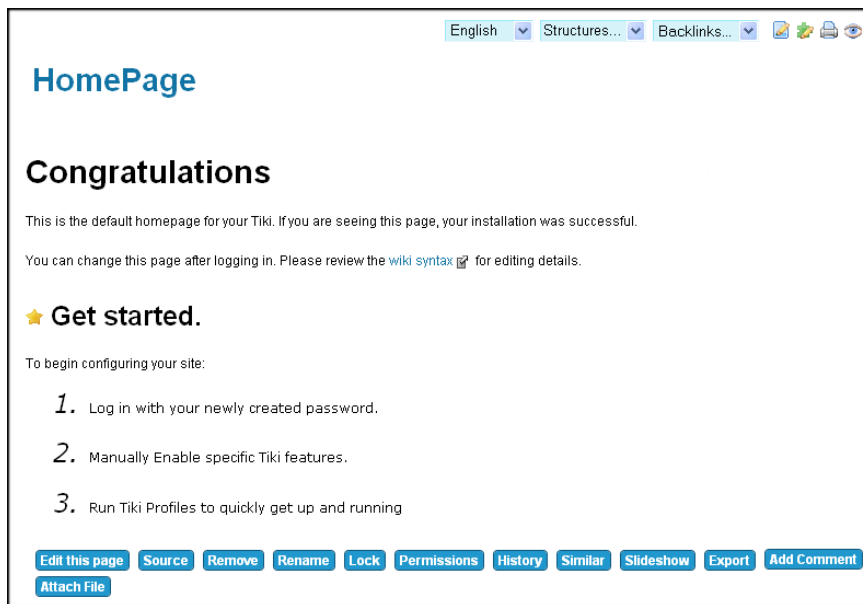 English Structures... Backlinks...
HomePage
Congratulations
This is the default homepage for your Tiki. If you are seeing this page, your installation was successful.
You can change this page after logging in. Please review the wiki syntax for editing details.
Get started.
To begin configuring your site:
1. Log in with your newly created password.
2. Manually Enable specific Tiki features.
3. Run Tiki Profiles to quickly get up and running
Edit this page Source Remove Rename Lock Permissions History Similar Slideshow Export Add Comment
Attach File